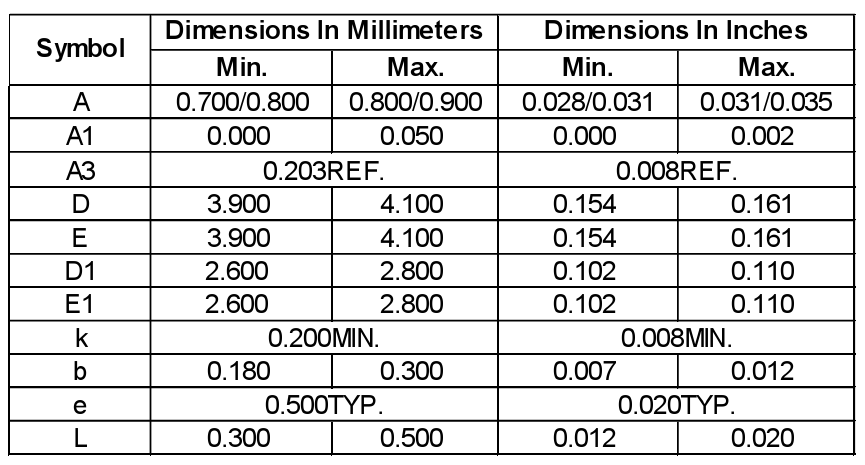 Symbol Dimensions In Millimeters Dimensions In Inches
Min. Max. Min. Max.
A 0.700/0.800 0.800/0.900 0.028/0.031 0.031/0.035
A1 0.000 0.050 0.000 0.002
A3 0.203REF. 0.008REF.
D 3.900 4.100 0.154 0.161
E 3.900 4.100 0.154 0.161
D1 2.600 2.800 0.102 0.110
E1 2.600 2.800 0.102 0.110
k 0.200MIN. 0.008MIN.
b 0.180 0.300 0.007 0.012
e 0.500TYP. 0.020TYP.
L 0.300 0.500 0.012 0.020